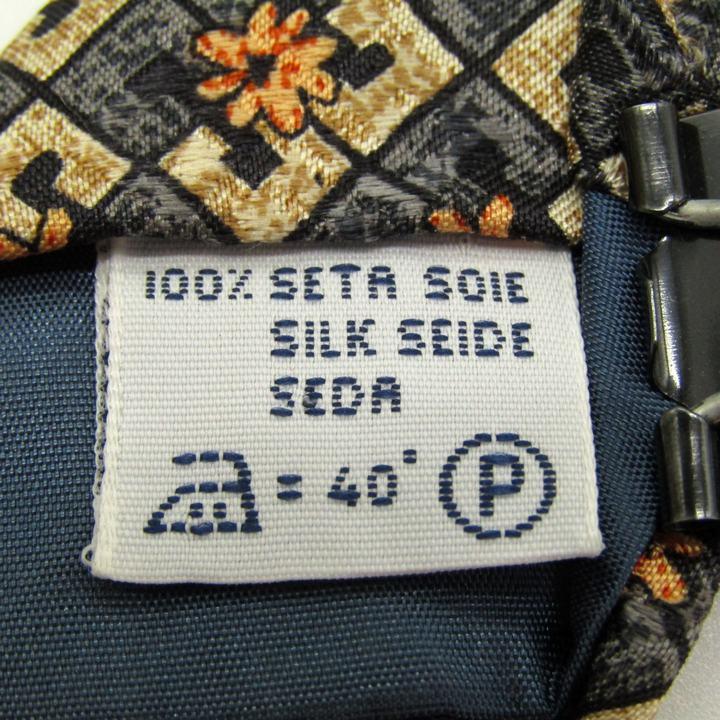 100% SETA SOIE
SILK SEIDE
SEDA
= 40° P